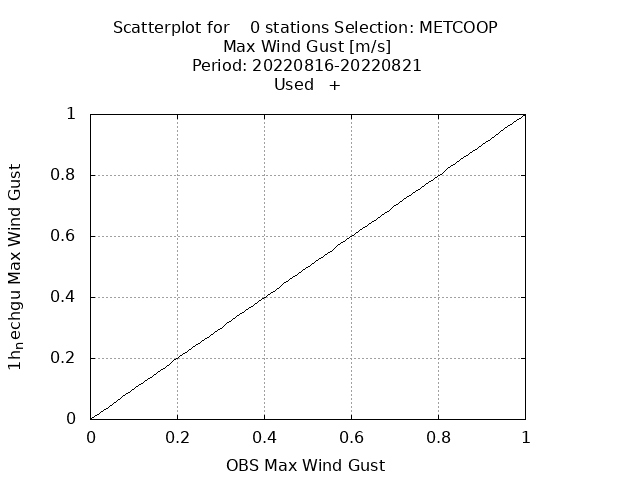 Scatterplot for    0 stations Selection: METCOOP
Max Wind Gust [m/s]
Period: 20220816-20220821
Used   +
1
0.8
0.6
0.4
0.2
0
1hnechgu Max Wind Gust
0 0.2 0.4 0.6 0.8 1
OBS Max Wind Gust